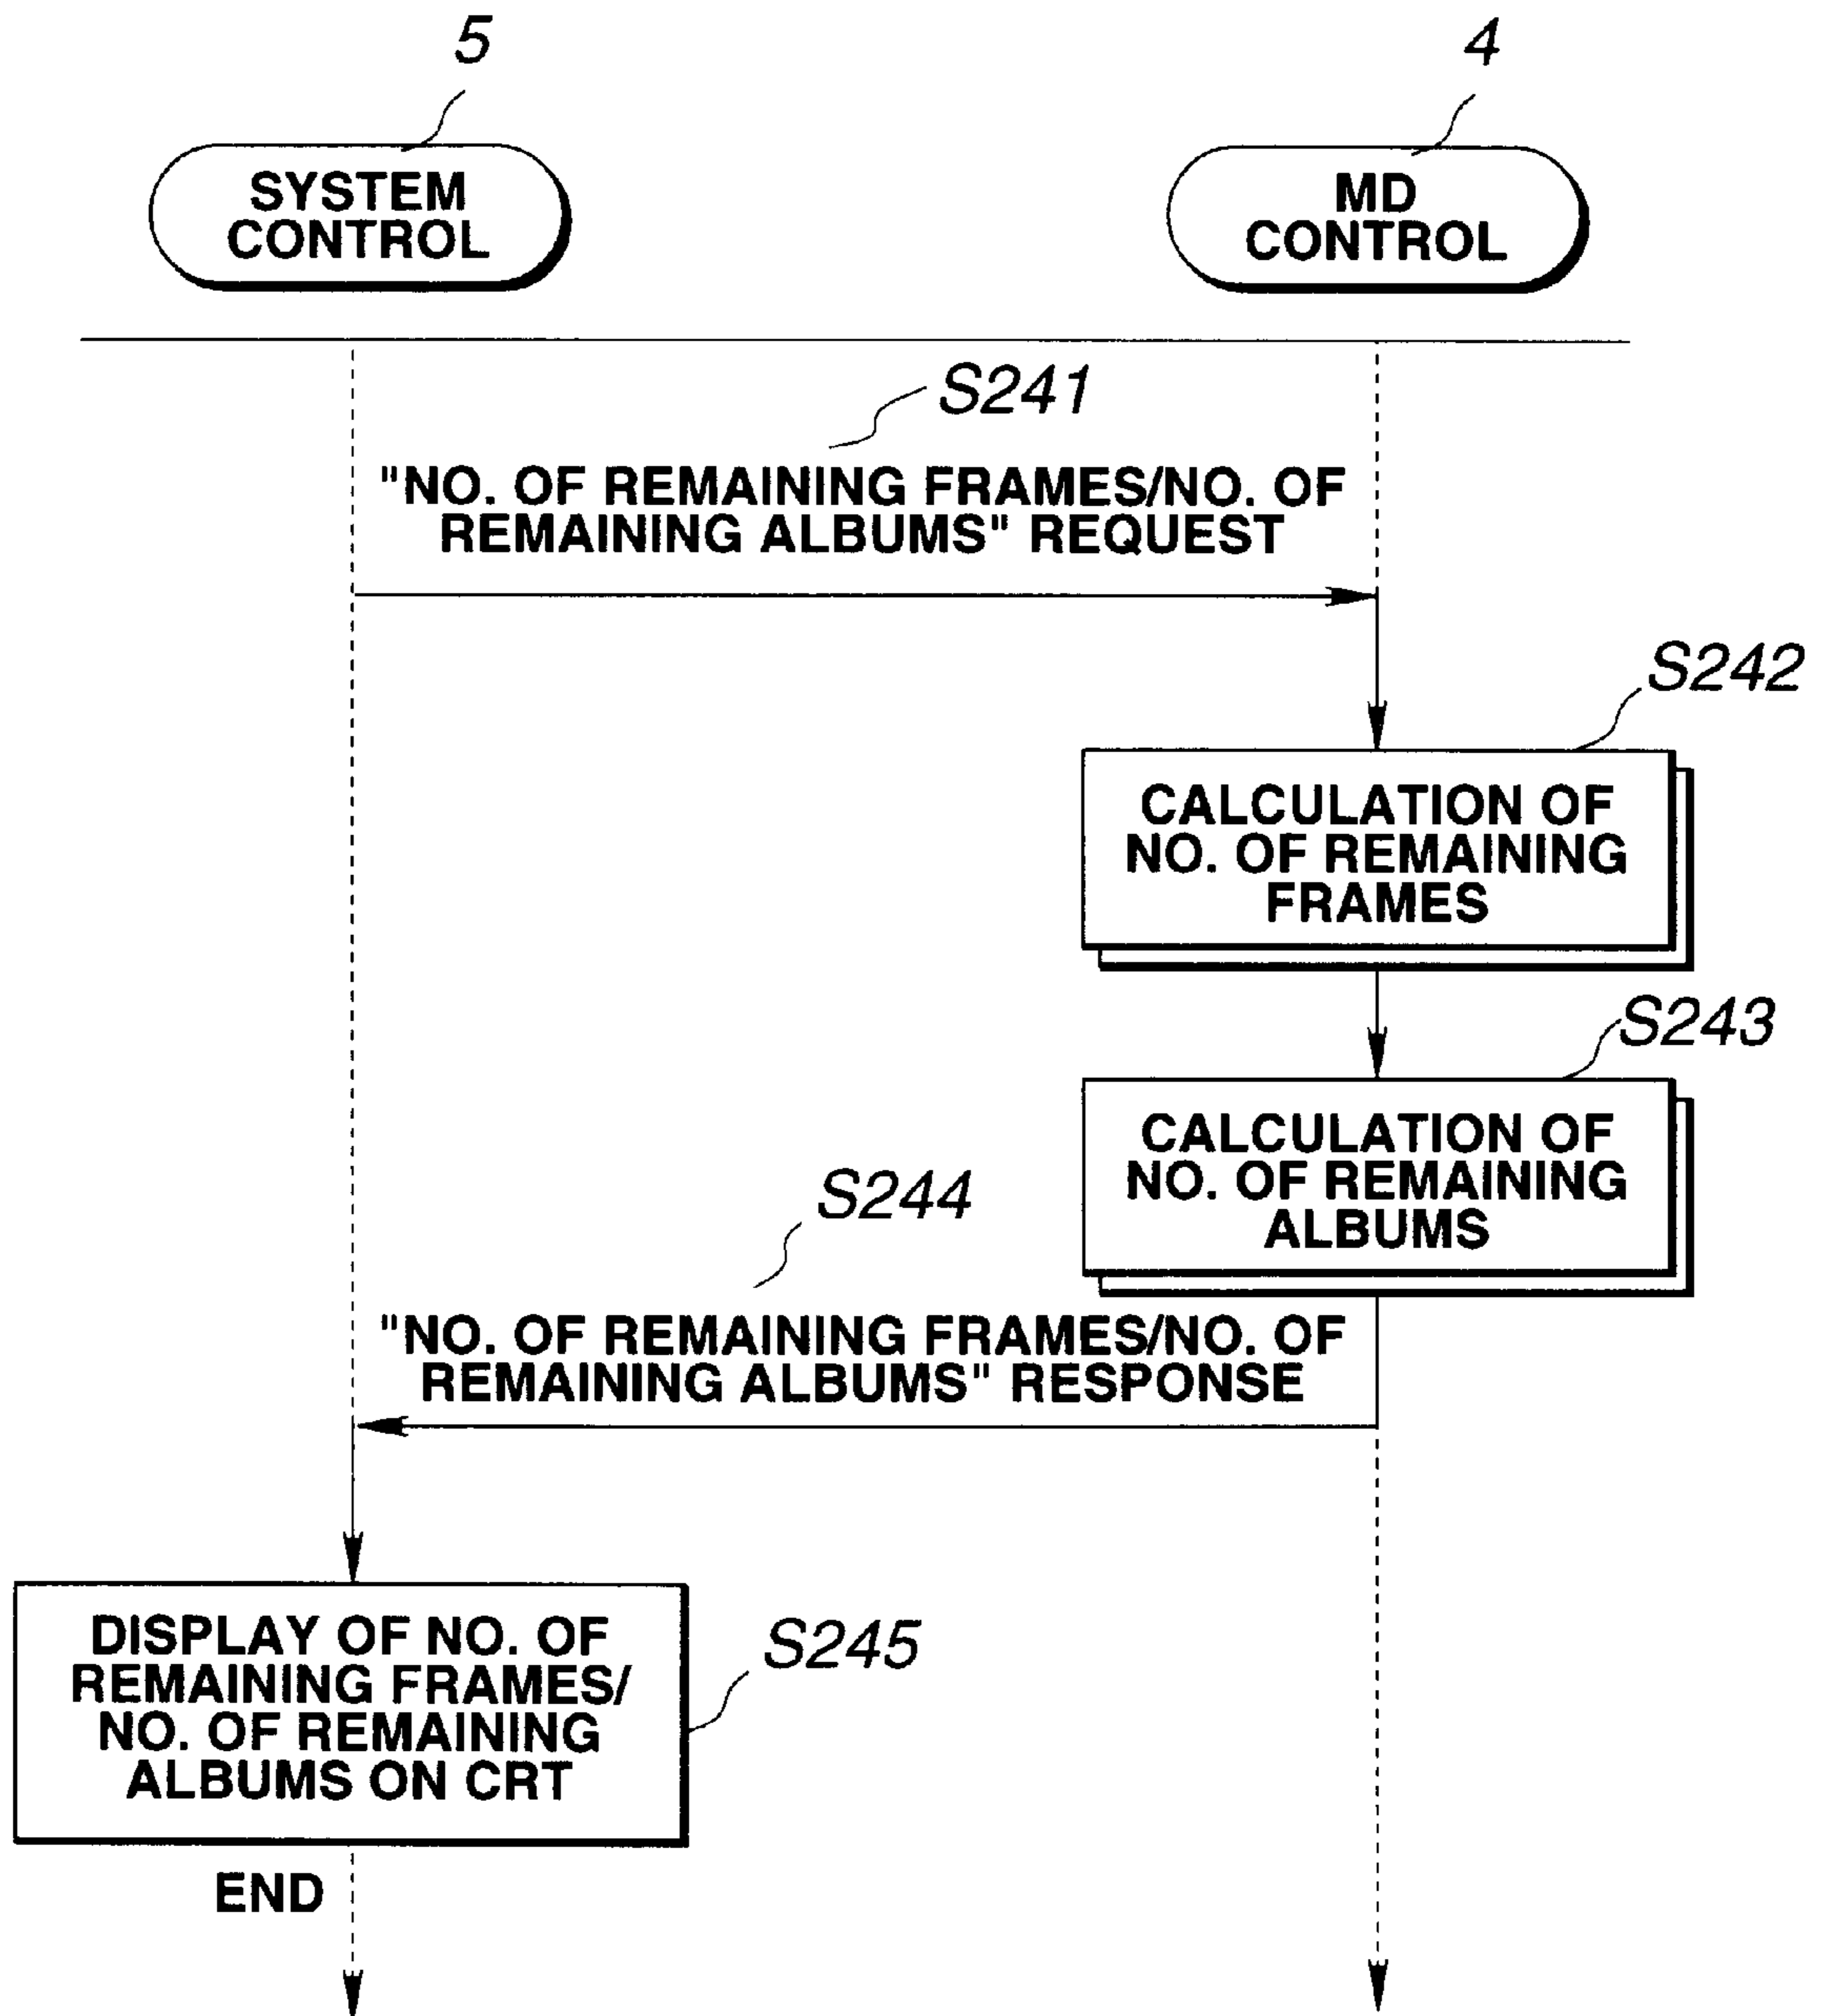 5
4
SYSTEM
CONTROL
MD
CONTROL
S241
"NO. OF REMAINING FRAMES/NO. OF
REMAINING ALBUMS" REQUEST
S242
CALCULATION OF
NO. OF REMAINING
FRAMES
S243
CALCULATION OF
NO. OF REMAINING
ALBUMS
S244
"NO. OF REMAINING FRAMES/NO. OF
REMAINING ALBUMS" RESPONSE
DISPLAY OF NO. OF
REMAINING FRAMES/
NO. OF REMAINING
ALBUMS ON CRT
S245
END